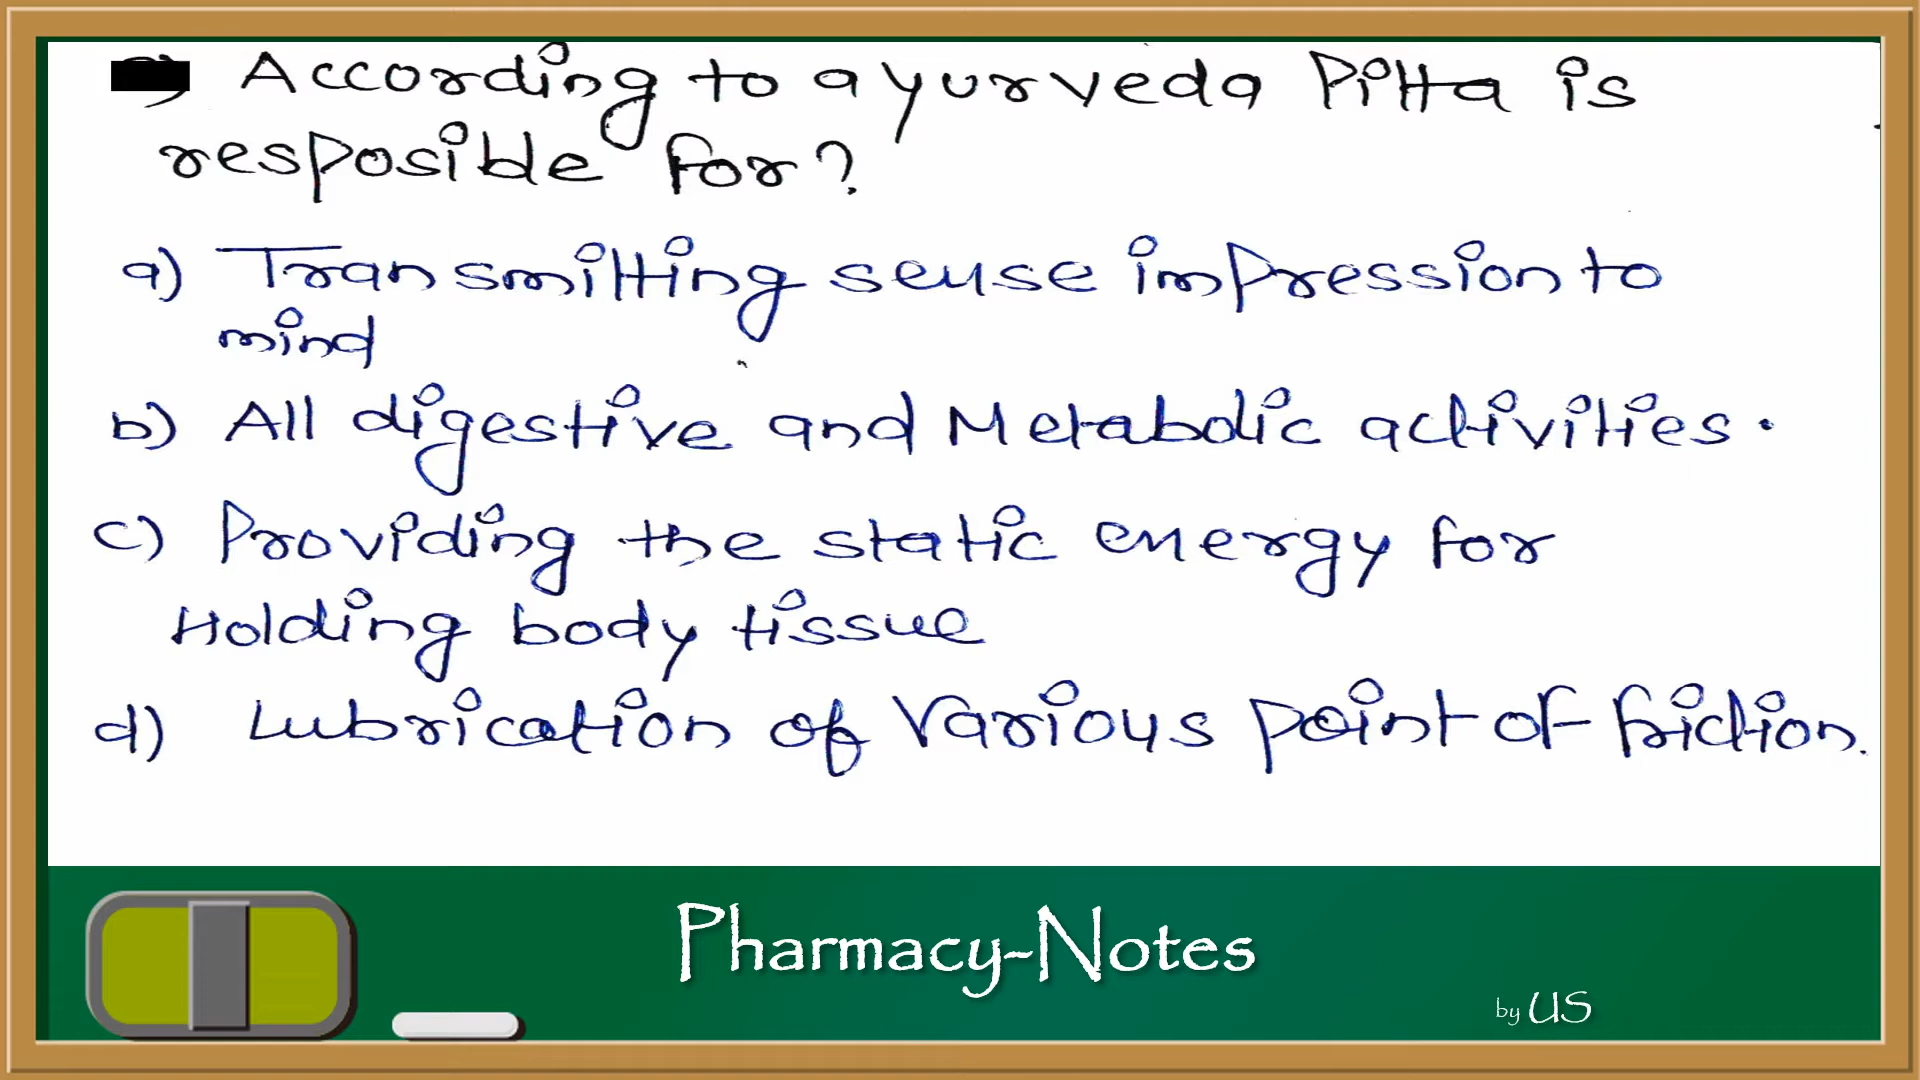 According to ayurveda Pitta is
resposible for?
a) Transmitting sense impression to
mind
b) All digestive and Metabolic activities.
c) Providing the static energy for
Holding body tissue
d) Lubrication of Various point of friction.
Pharmacy-Notes
by US